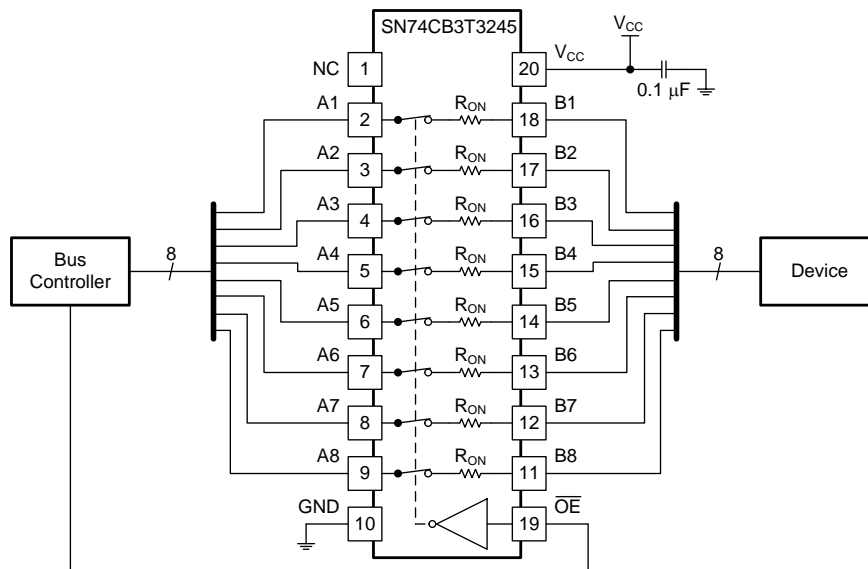 SN74CB3T3245
V_CC
NC 1 20 V_CC
0.1 μF
A1 2 R_ON 18 B1
A2 3 R_ON 17 B2
A3 4 R_ON 16 B3
A4 5 R_ON 15 B4
A5 6 R_ON 14 B5
A6 7 R_ON 13 B6
A7 8 R_ON 12 B7
A8 9 R_ON 11 B8
GND 10 19 O̅E̅
Bus
Controller
8
8
Device